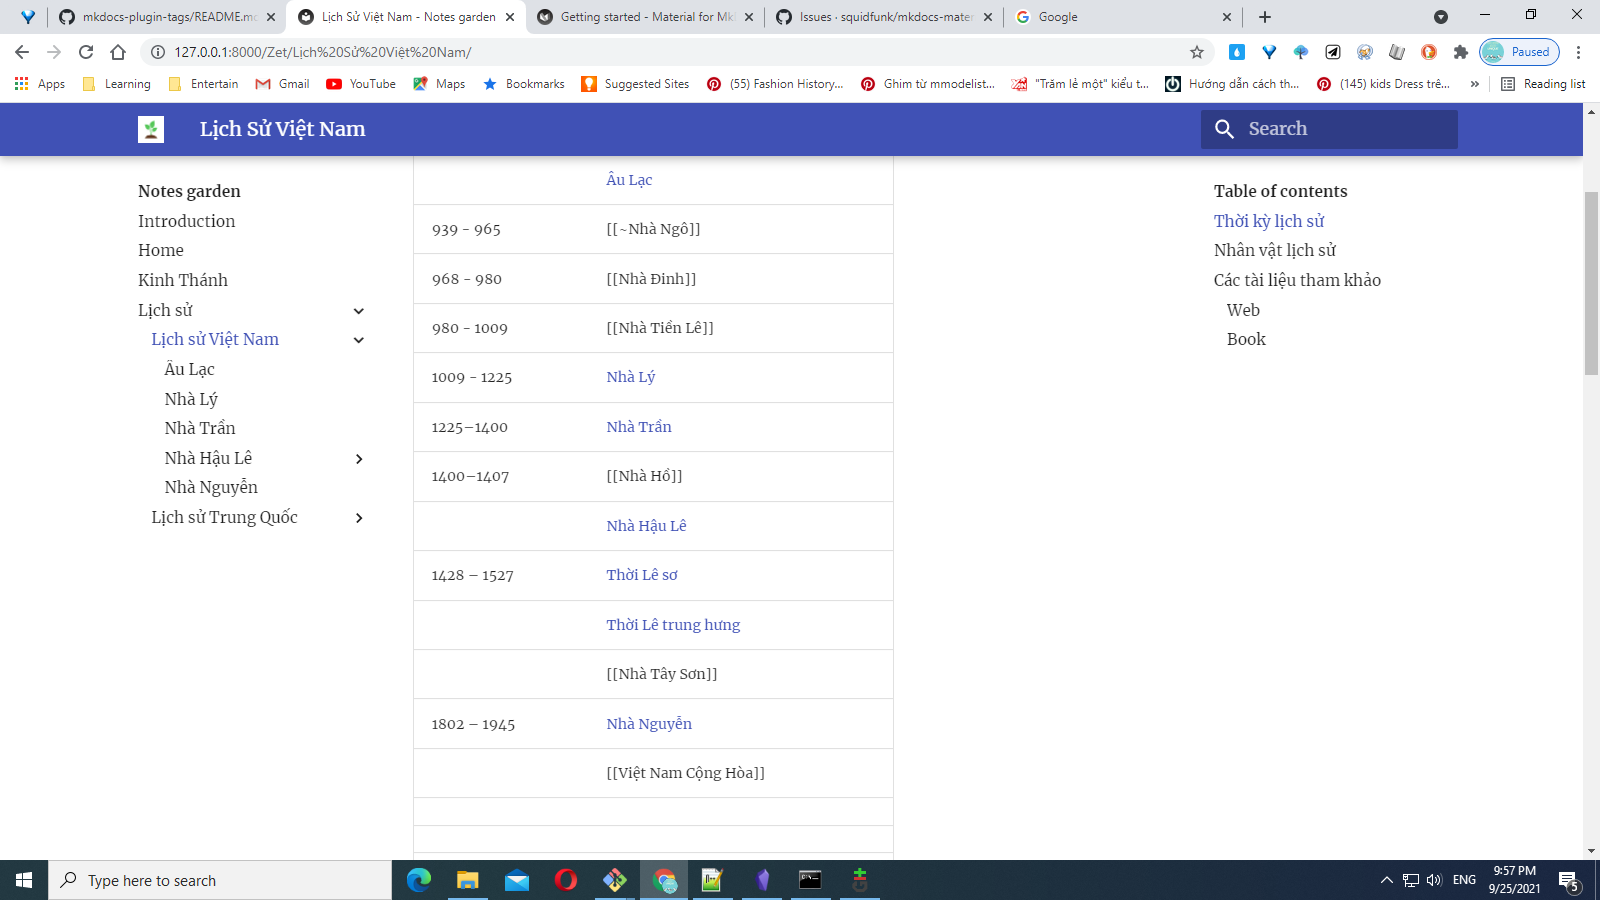 mkdocs-plugin-tags/README.mo
Lịch Sử Việt Nam - Notes garden
Getting started - Material for Mk
Issues · squidfunk/mkdocs-mater
Google
127.0.0.1:8000/Zet/Lịch%20Sử%20Việt%20Nam/
Paused
Apps
Learning
Entertain
Gmail
YouTube
Maps
Bookmarks
Suggested Sites
(55) Fashion History...
Ghim từ mmodelist...
"Trăm lẻ một" kiểu t...
Hướng dẫn cách th...
(145) kids Dress trê...
»
Reading list
Lịch Sử Việt Nam
Search
Notes garden
Introduction
Home
Kinh Thánh
Lịch sử
Lịch sử Việt Nam
Âu Lạc
Nhà Lý
Nhà Trần
Nhà Hậu Lê
Nhà Nguyễn
Lịch sử Trung Quốc
Âu Lạc
939 - 965 [[~Nhà Ngô]]
968 - 980 [[Nhà Đinh]]
980 - 1009 [[Nhà Tiền Lê]]
1009 - 1225 Nhà Lý
1225–1400 Nhà Trần
1400–1407 [[Nhà Hồ]]
Nhà Hậu Lê
1428 – 1527 Thời Lê sơ
Thời Lê trung hưng
[[Nhà Tây Sơn]]
1802 – 1945 Nhà Nguyễn
[[Việt Nam Cộng Hòa]]
Table of contents
Thời kỳ lịch sử
Nhân vật lịch sử
Các tài liệu tham khảo
Web
Book
Type here to search
ENG
9:57 PM
9/25/2021
5